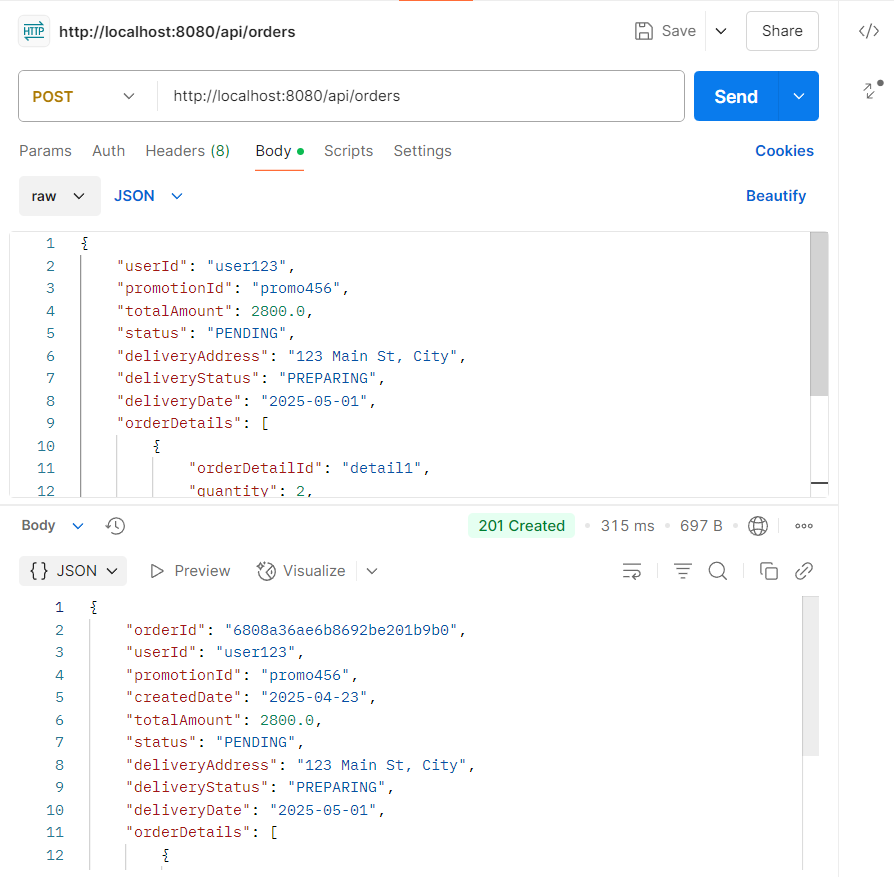 HTTP http://localhost:8080/api/orders Save Share
POST http://localhost:8080/api/orders Send
Params Auth Headers (8) Body Scripts Settings Cookies
raw JSON Beautify
1 {
2 "userId": "user123",
3 "promotionId": "promo456",
4 "totalAmount": 2800.0,
5 "status": "PENDING",
6 "deliveryAddress": "123 Main St, City",
7 "deliveryStatus": "PREPARING",
8 "deliveryDate": "2025-05-01",
9 "orderDetails": [
10 {
11 "orderDetailId": "detail1",
12 "quantity": 2,
Body 201 Created 315 ms 697 B
{} JSON Preview Visualize
1 {
2 "orderId": "6808a36ae6b8692be201b9b0",
3 "userId": "user123",
4 "promotionId": "promo456",
5 "createdDate": "2025-04-23",
6 "totalAmount": 2800.0,
7 "status": "PENDING",
8 "deliveryAddress": "123 Main St, City",
9 "deliveryStatus": "PREPARING",
10 "deliveryDate": "2025-05-01",
11 "orderDetails": [
12 {